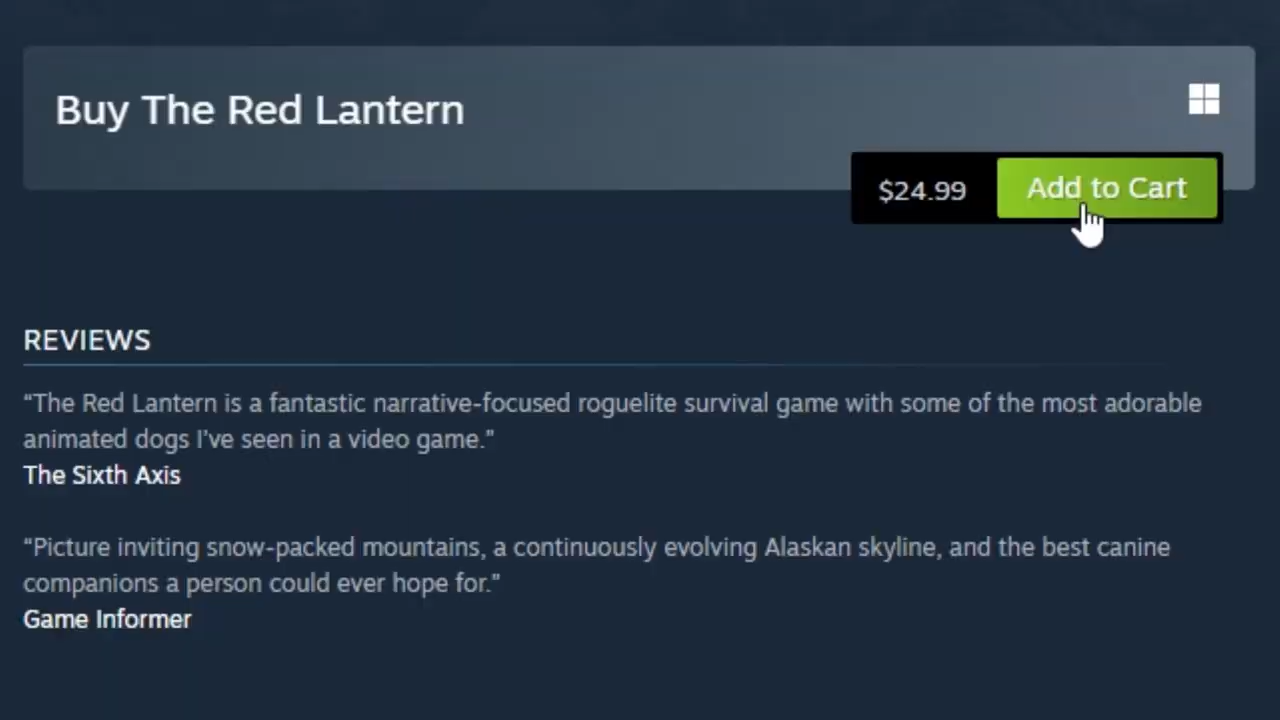 Buy The Red Lantern
$24.99
Add to Cart
REVIEWS
“The Red Lantern is a fantastic narrative-focused roguelite survival game with some of the most adorable
animated dogs I've seen in a video game.”
The Sixth Axis
“Picture inviting snow-packed mountains, a continuously evolving Alaskan skyline, and the best canine
companions a person could ever hope for.”
Game Informer